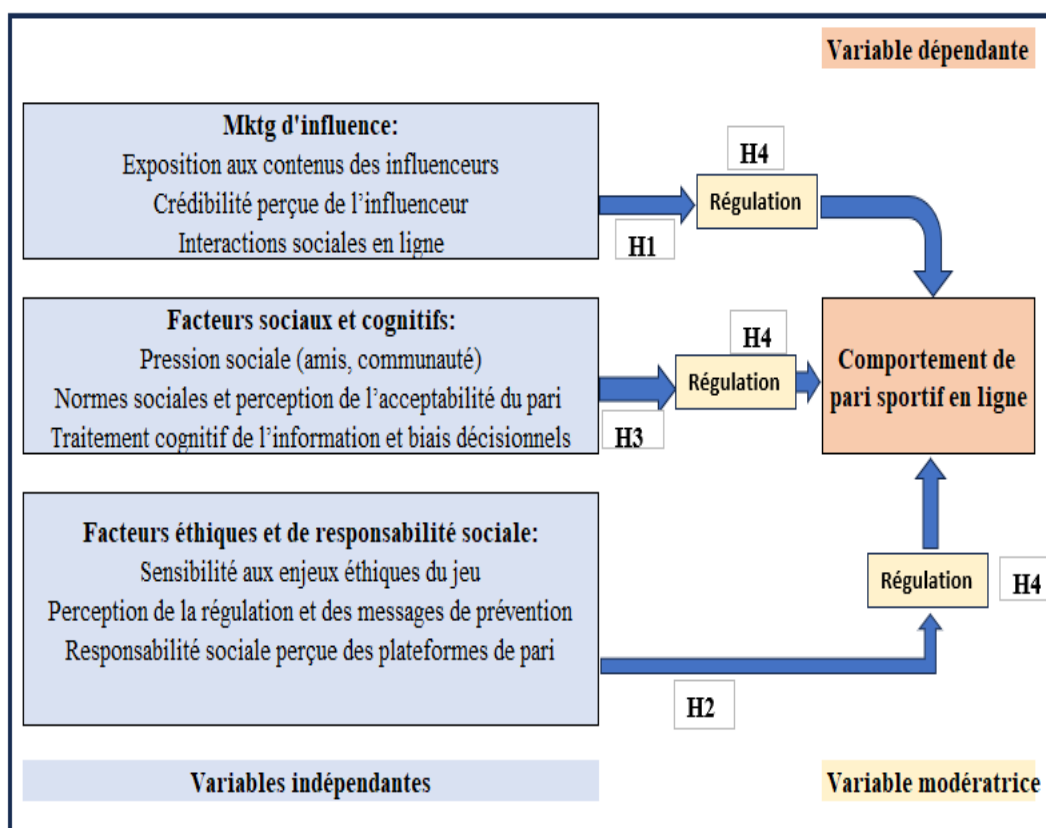 Variable dépendante
Mktg d'influence:
Exposition aux contenus des influenceurs
Crédibilité perçue de l’influenceur
Interactions sociales en ligne
H1
H4
Régulation
Facteurs sociaux et cognitifs:
Pression sociale (amis, communauté)
Normes sociales et perception de l’acceptabilité du pari
Traitement cognitif de l’information et biais décisionnels
H3
H4
Régulation
Comportement de
pari sportif en ligne
Facteurs éthiques et de responsabilité sociale:
Sensibilité aux enjeux éthiques du jeu
Perception de la régulation et des messages de prévention
Responsabilité sociale perçue des plateformes de pari
H2
Régulation
H4
Variables indépendantes
Variable modératrice